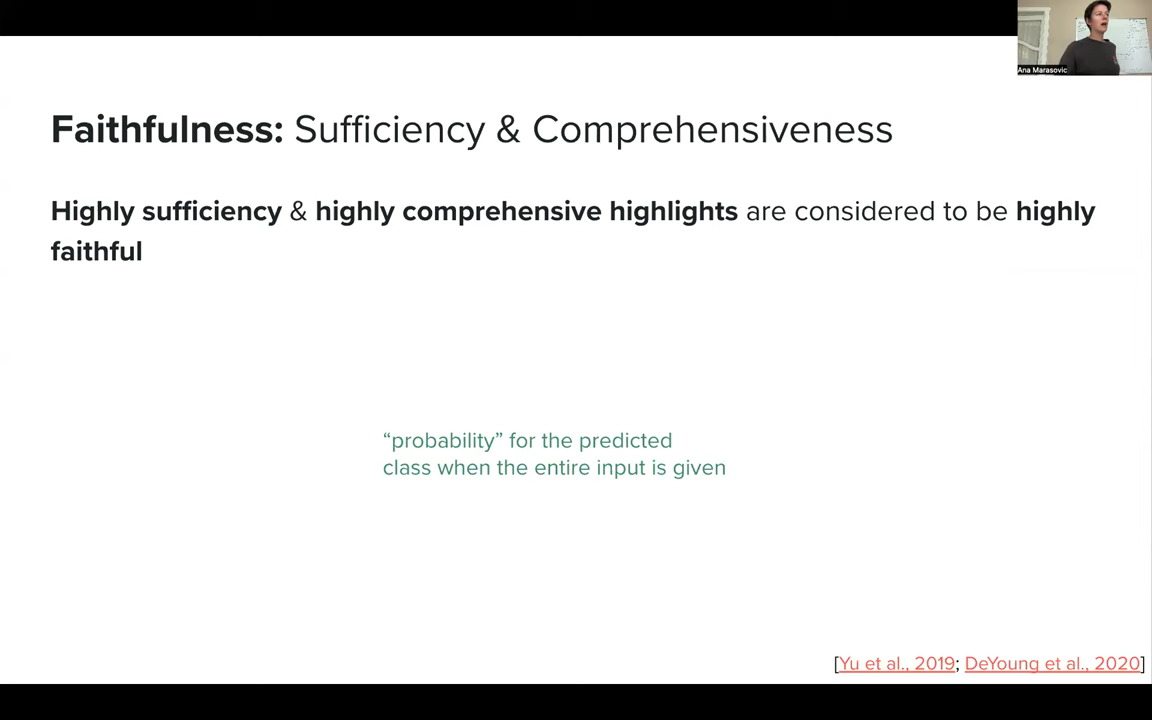 Ana Marasovic
Faithfulness: Sufficiency & Comprehensiveness
Highly sufficiency & highly comprehensive highlights are considered to be highly
faithful
“probability” for the predicted
class when the entire input is given
[Yu et al., 2019; DeYoung et al., 2020]